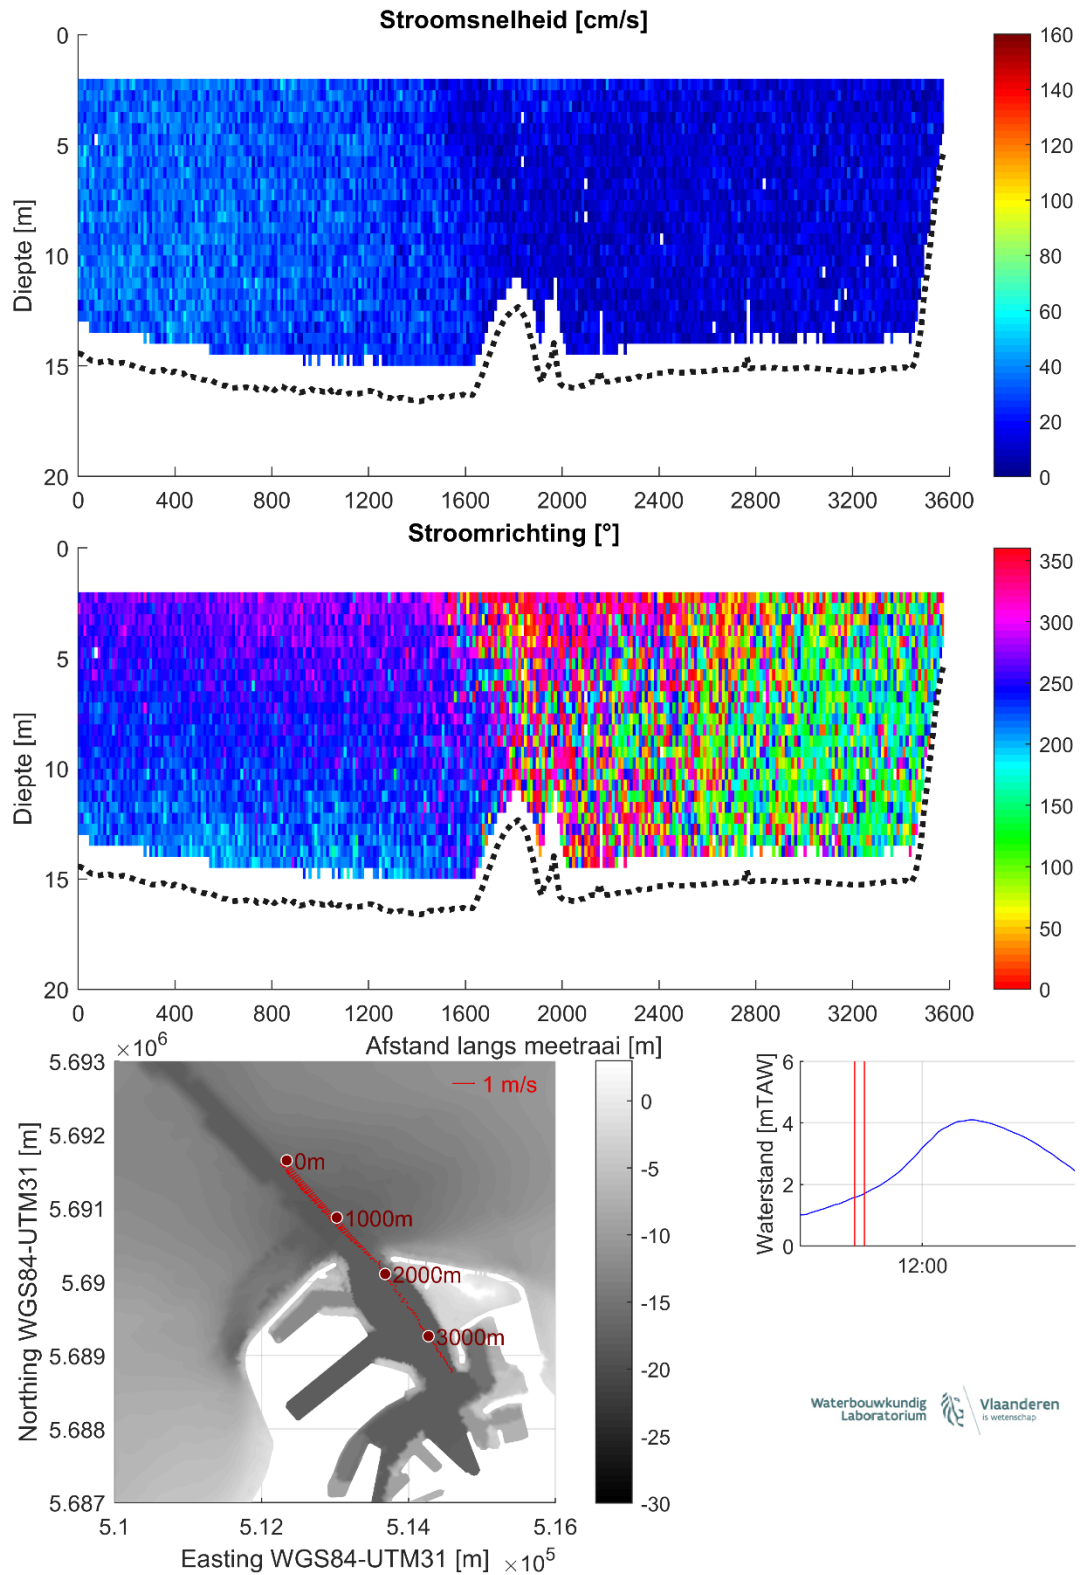 Stroomsnelheid [cm/s]
0
5
10
15
20
Diepte [m]
0 400 800 1200 1600 2000 2400 2800 3200 3600
160
140
120
100
80
60
40
20
0
Stroomrichting [°]
0
5
10
15
20
Diepte [m]
0 400 800 1200 1600 2000 2400 2800 3200 3600
350
300
250
200
150
100
50
0
Afstand langs meetraai [m]
×10⁶
5.693
5.692
5.691
5.69
5.689
5.688
5.687
Northing WGS84-UTM31 [m]
1 m/s
0m
1000m
2000m
3000m
5.1 5.12 5.14 5.16
Easting WGS84-UTM31 [m] ×10⁵
0
-5
-10
-15
-20
-25
-30
Waterstand [mTAW]
6
4
2
0
12:00
Waterbouwkundig
Laboratorium
Vlaanderen
is wetenschap